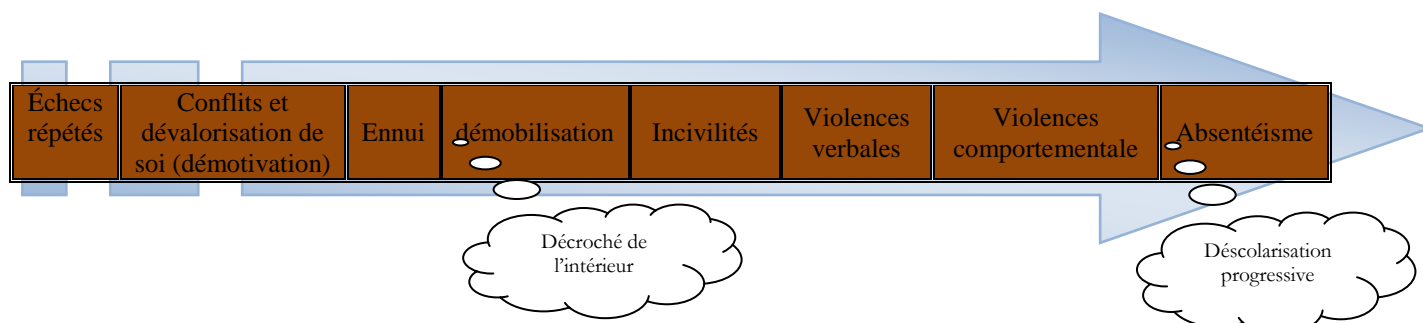 Échecs
répétés
Conflits et
dévalorisation de
soi (démotivation)
Ennui
démobilisation
Incivilités
Violences
verbales
Violences
comportementale
Absentéisme
Décroché de
l'intérieur
Déscolarisation
progressive